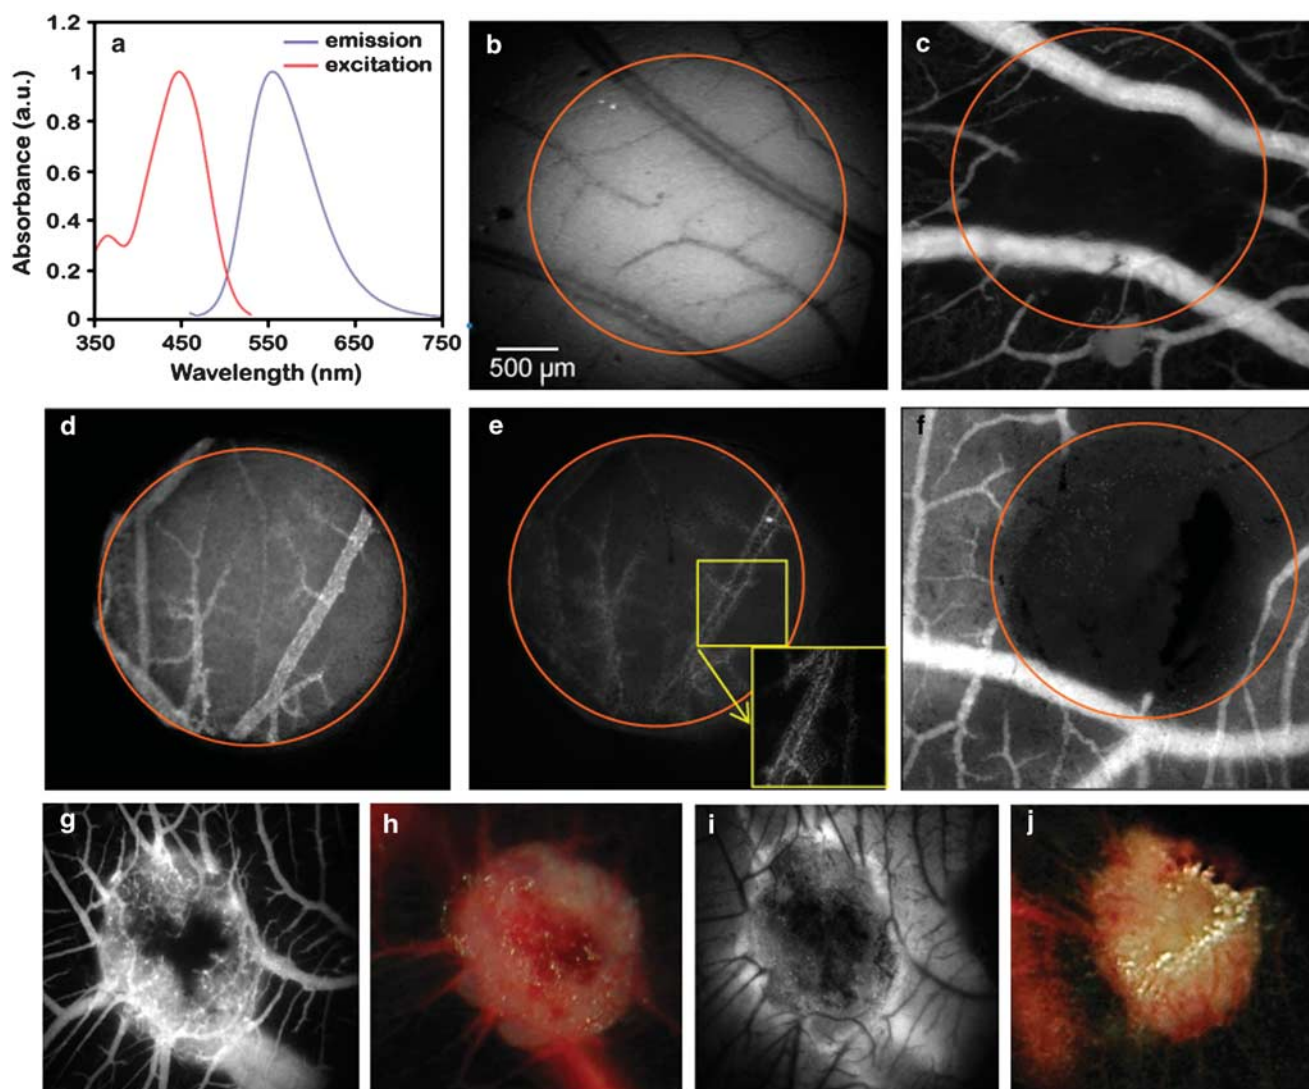 a
emission
excitation
Absorbance (a.u.)
1.2
1
0.8
0.6
0.4
0.2
0
350
450
550
650
750
Wavelength (nm)
b
500 µm
c
d
e
f
g
h
i
j